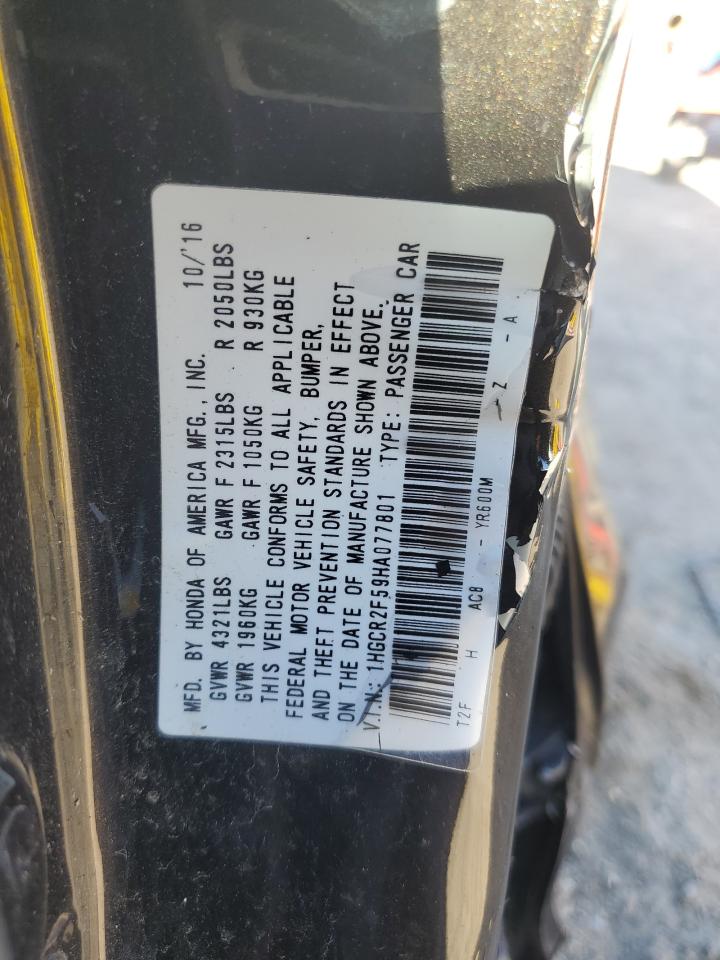 MFD. BY HONDA OF AMERICA MFG., INC. 10/'16
GVWR 4321LBS GAWR F 2315LBS R 2050LBS
GVWR 1960KG GAWR F 1050KG R 930KG
THIS VEHICLE CONFORMS TO ALL APPLICABLE
FEDERAL MOTOR VEHICLE SAFETY, BUMPER,
AND THEFT PREVENTION STANDARDS IN EFFECT
ON THE DATE OF MANUFACTURE SHOWN ABOVE.
V.I.N.: 1HGCR2F59HA077801 TYPE: PASSENGER CAR
T2F H AC8 - YR600M - Z - A